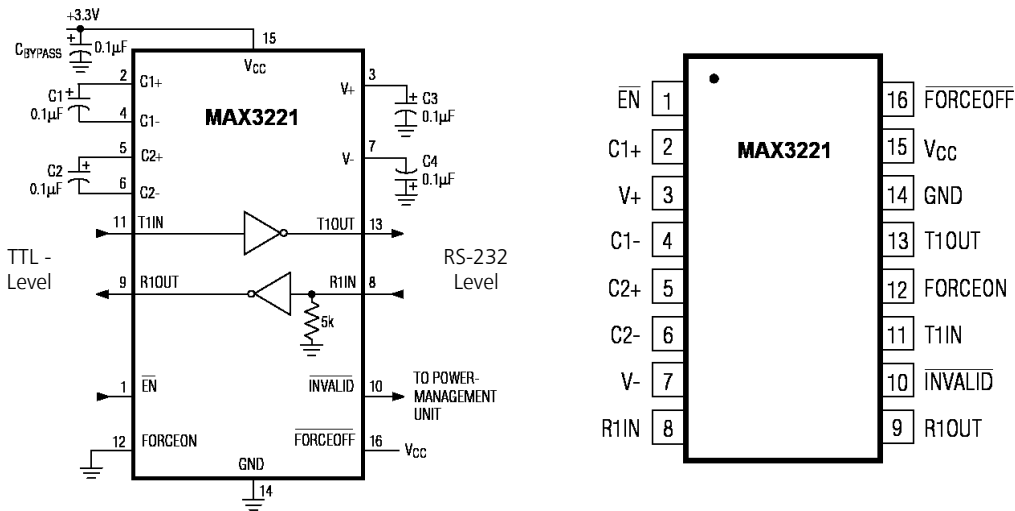 +3.3V
CBYPASS
+
0.1µF
15
VCC
2
C1+
C1
+
0.1µF
4
C1-
5
C2+
C2
+
0.1µF
6
C2-
MAX3221
3
V+
+
C3
0.1µF
7
V-
C4
0.1µF
+
TTL -
Level
11
T1IN
T1OUT
13
9
R1OUT
R1IN
8
5k
RS-232
Level
1
EN
INVALID
10
TO POWER-
MANAGEMENT
UNIT
12
FORCEON
FORCEOFF
16
VCC
GND
14
MAX3221
EN 1
C1+ 2
V+ 3
C1- 4
C2+ 5
C2- 6
V- 7
R1IN 8
16 FORCEOFF
15 VCC
14 GND
13 T1OUT
12 FORCEON
11 T1IN
10 INVALID
9 R1OUT